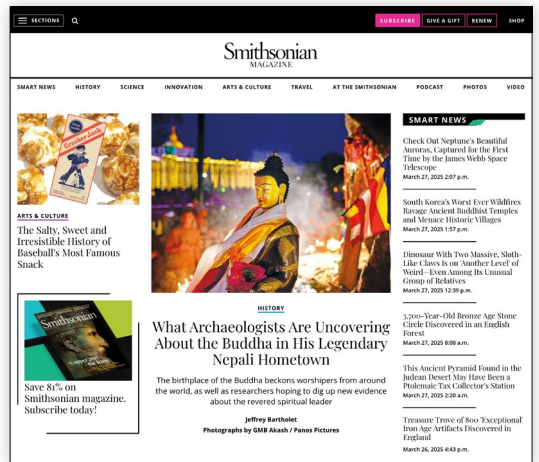 SECTIONS
SUBSCRIBE
GIVE A GIFT
RENEW
SHOP
Smithsonian
MAGAZINE
SMART NEWS
HISTORY
SCIENCE
INNOVATION
ARTS & CULTURE
TRAVEL
AT THE SMITHSONIAN
PODCAST
PHOTOS
VIDEO
CrackerJack
ARTS & CULTURE
The Salty, Sweet and
Irresistible History of
Baseball's Most Famous
Snack
Smithsonian
Save 81% on
Smithsonian magazine.
Subscribe today!
HISTORY
What Archaeologists Are Uncovering
About the Buddha in His Legendary
Nepali Hometown
The birthplace of the Buddha beckons worshipers from around
the world, as well as researchers hoping to dig up new evidence
about the revered spiritual leader
Jeffrey Bartholet
Photographs by GMB Akash / Panos Pictures
SMART NEWS
Check Out Neptune's Beautiful
Auroras, Captured for the First
Time by the James Webb Space
Telescope
March 27, 2025 2:07 p.m.
South Korea's Worst Ever Wildfires
Ravage Ancient Buddhist Temples
and Menace Historic Villages
March 27, 2025 1:57 p.m.
Dinosaur With Two Massive, Sloth-
Like Claws Is on 'Another Level' of
Weird—Even Among Its Unusual
Group of Relatives
March 27, 2025 12:39 p.m.
3,700-Year-Old Bronze Age Stone
Circle Discovered in an English
Forest
March 27, 2025 8:00 a.m.
This Ancient Pyramid Found in the
Judean Desert May Have Been a
Ptolemaic Tax Collector's Station
March 27, 2025 2:20 a.m.
Treasure Trove of 800 'Exceptional'
Iron Age Artifacts Discovered in
England
March 26, 2025 4:43 p.m.